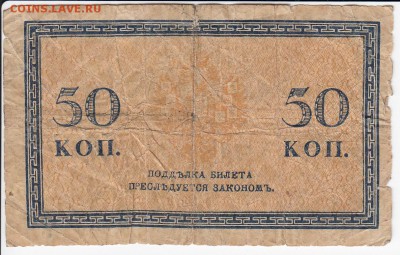 COINS.LAVE.RU
50 50
КОП. КОП.
ПОДДѢЛКА БИЛЕТА
ПРЕСЛѢДУЕТСЯ ЗАКОНОМЪ.